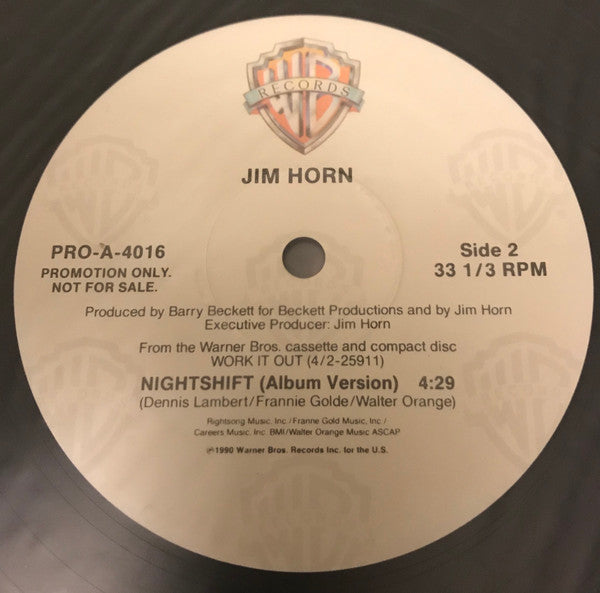 WB
RECORDS
JIM HORN
PRO-A-4016
PROMOTION ONLY.
NOT FOR SALE.
Side 2
33 1/3 RPM
Produced by Barry Beckett for Beckett Productions and by Jim Horn
Executive Producer: Jim Horn
From the Warner Bros. cassette and compact disc
WORK IT OUT (4/2-25911)
NIGHTSHIFT (Album Version) 4:29
(Dennis Lambert/Frannie Golde/Walter Orange)
Rightsong Music, Inc./Franne Gold Music, Inc./
Careers Music, Inc. BMI/Walter Orange Music ASCAP
℗1990 Warner Bros. Records Inc. for the U.S.